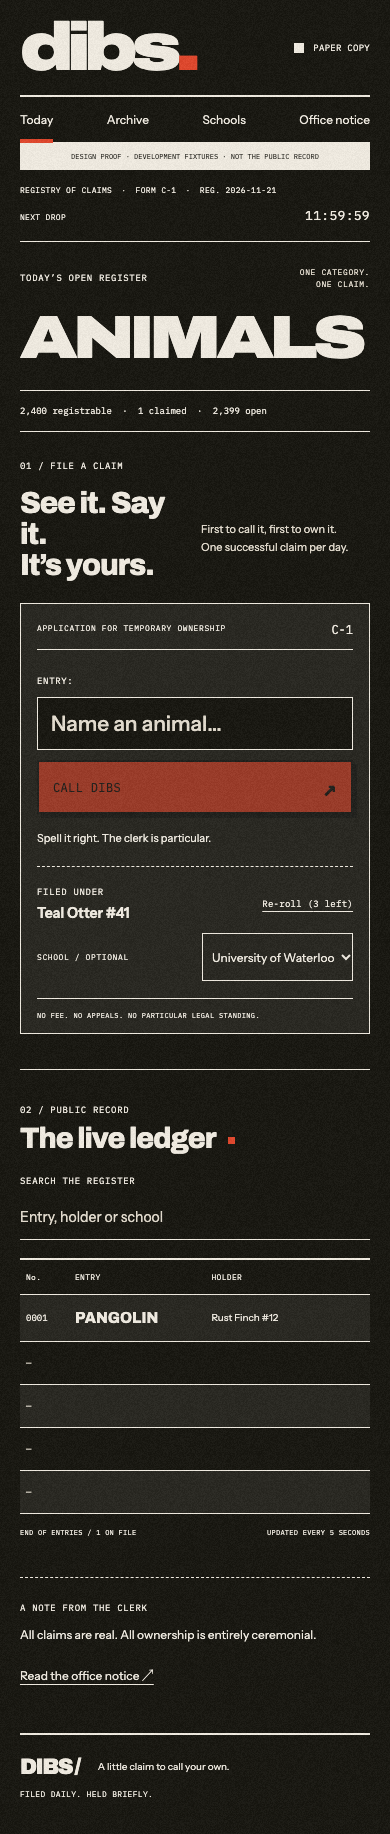 dibs.
PAPER COPY
Today Archive Schools Office notice
DESIGN PROOF · DEVELOPMENT FIXTURES · NOT THE PUBLIC RECORD
REGISTRY OF CLAIMS · FORM C-1 · REG. 2026-11-21
NEXT DROP 11:59:59
TODAY'S OPEN REGISTER
ONE CATEGORY.
ONE CLAIM.
ANIMALS
2,400 registrable · 1 claimed · 2,399 open
01 / FILE A CLAIM
See it. Say
it.
It's yours.
First to call it, first to own it.
One successful claim per day.
APPLICATION FOR TEMPORARY OWNERSHIP C-1
ENTRY:
Name an animal...
CALL DIBS ↗
Spell it right. The clerk is particular.
FILED UNDER
Teal Otter #41
Re-roll (3 left)
SCHOOL / OPTIONAL
University of Waterloo
NO FEE. NO APPEALS. NO PARTICULAR LEGAL STANDING.
02 / PUBLIC RECORD
The live ledger
SEARCH THE REGISTER
Entry, holder or school
No. ENTRY HOLDER
0001 PANGOLIN Rust Finch #12
—
—
—
—
END OF ENTRIES / 1 ON FILE UPDATED EVERY 5 SECONDS
A NOTE FROM THE CLERK
All claims are real. All ownership is entirely ceremonial.
Read the office notice ↗
DIBS/ A little claim to call your own.
FILED DAILY. HELD BRIEFLY.